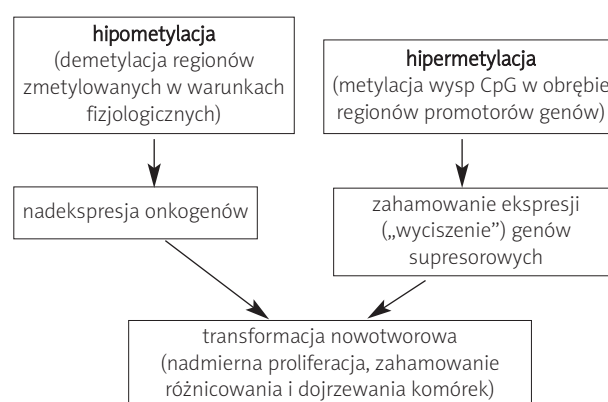 hipometylacja
(demetylacja regionów
zmetylowanych w warunkach
fizjologicznych)
hipermetylacja
(metylacja wysp CpG w obrębie
regionów promotorów genów)
nadekspresja onkogenów
zahamowanie ekspresji
(„wyciszenie”) genów
supresorowych
transformacja nowotworowa
(nadmierna proliferacja, zahamowanie
różnicowania i dojrzewania komórek)